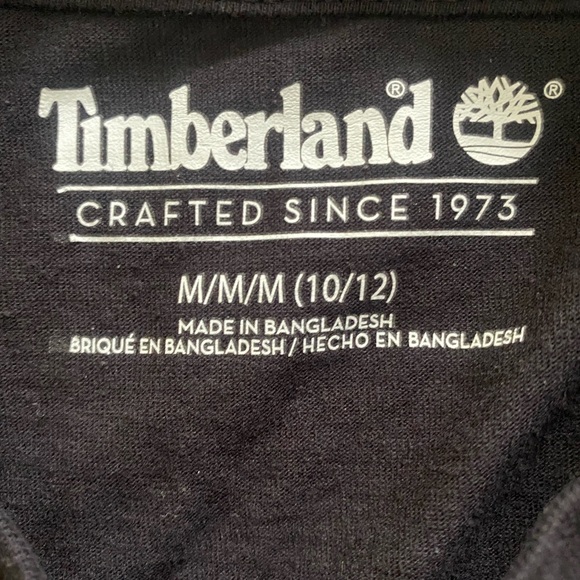 Timberland® ®
CRAFTED SINCE 1973
M/M/M (10/12)
MADE IN BANGLADESH
BRIQUÉ EN BANGLADESH / HECHO EN BANGLADESH